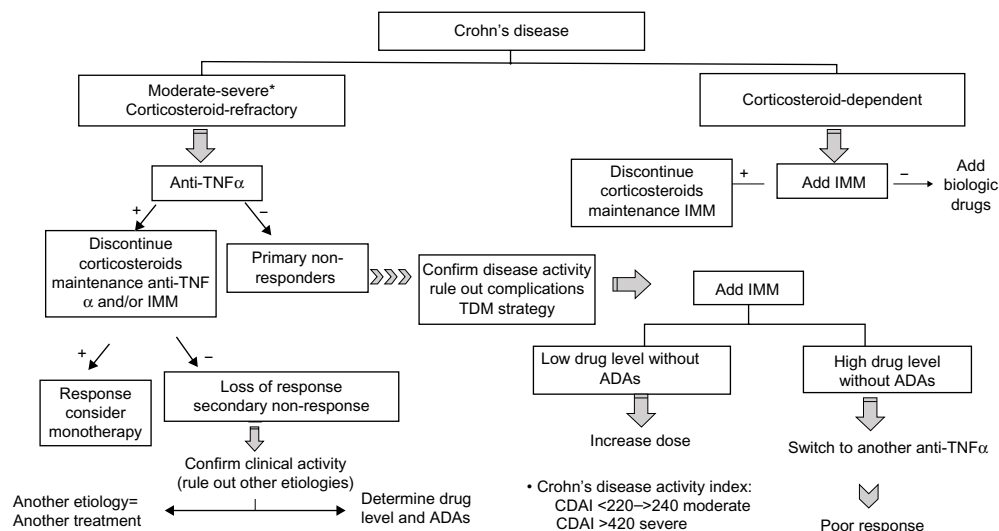 Crohn's disease
Moderate-severe*
Corticosteroid-refractory
Corticosteroid-dependent
Anti-TNFα
Discontinue
corticosteroids
maintenance IMM
+
Add IMM
–
Add
biologic
drugs
+
–
Discontinue
corticosteroids
maintenance anti-TNF
α and/or IMM
Primary non-
responders
Confirm disease activity
rule out complications
TDM strategy
Add IMM
+
–
Response
consider
monotherapy
Loss of response
secondary non-response
Low drug level without
ADAs
High drug level
without ADAs
Increase dose
Switch to another anti-TNFα
Confirm clinical activity
(rule out other etiologies)
Another etiology=
Another treatment
Determine drug
level and ADAs
• Crohn's disease activity index:
CDAI <220–>240 moderate
CDAI >420 severe
Poor response